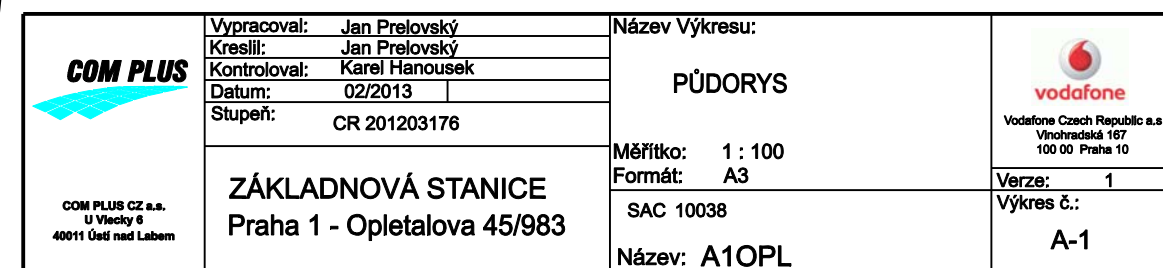 COM PLUS
COM PLUS CZ a.s.
U Vlecky 6
40011 Ústí nad Labem
Vypracoval: Jan Prelovský
Kreslil: Jan Prelovský
Kontroloval: Karel Hanousek
Datum: 02/2013
Stupeň: CR 201203176
ZÁKLADNOVÁ STANICE
Praha 1 - Opletalova 45/983
Název Výkresu:
PŮDORYS
Měřítko: 1 : 100
Formát: A3
SAC 10038
Název: A1OPL
vodafone
Vodafone Czech Republic a.s
Vinohradská 167
100 00 Praha 10
Verze: 1
Výkres č.:
A-1